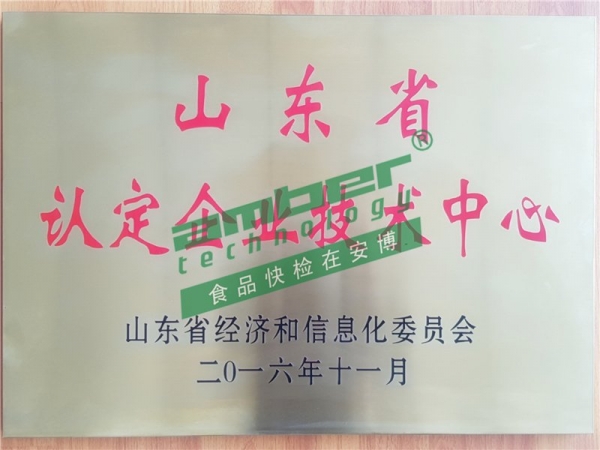 山东省
认定企业技术中心
amber®
technology
食品快检在安博
山东省经济和信息化委员会
二〇一六年十一月